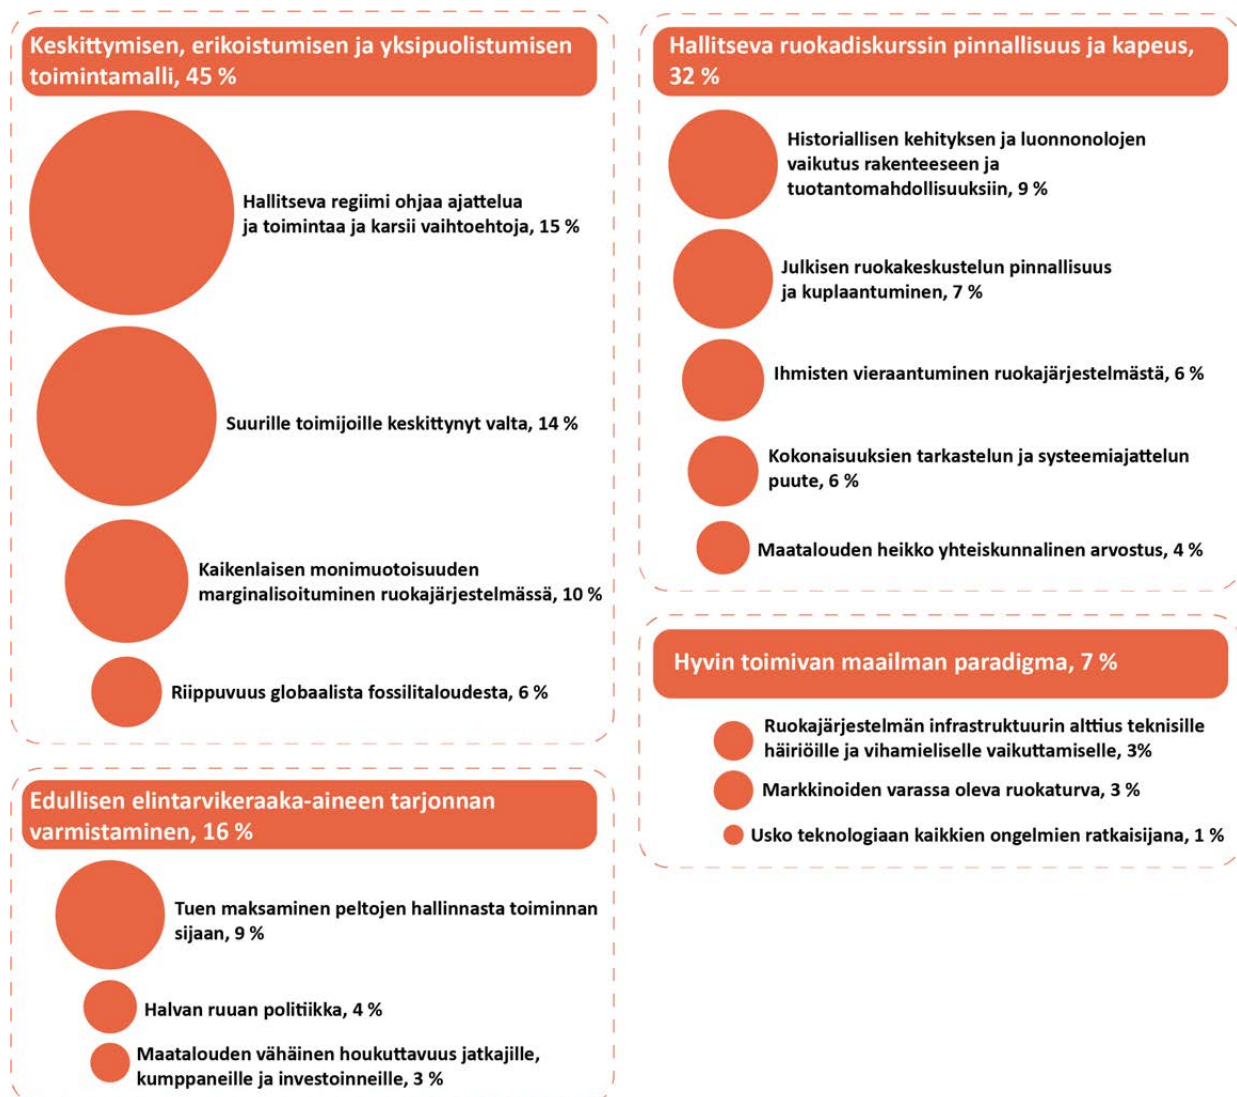 Keskittymisen, erikoistumisen ja yksipuolistumisen
toimintamalli, 45 %
Hallitseva regiimi ohjaa ajattelua
ja toimintaa ja karsii vaihtoehtoja, 15 %
Suurille toimijoille keskittynyt valta, 14 %
Kaikenlaisen monimuotoisuuden
marginalisoituminen ruokajärjestelmässä, 10 %
Riippuvuus globaalista fossilitaloudesta, 6 %
Edullisen elintarvikeraaka-aineen tarjonnan
varmistaminen, 16 %
Tuen maksaminen peltojen hallinnasta toiminnan
sijaan, 9 %
Halvan ruuan politiikka, 4 %
Maatalouden vähäinen houkuttavuus jatkajille,
kumppaneille ja investoinneille, 3 %
Hallitseva ruokadiskurssin pinnallisuus ja kapeus,
32 %
Historiallisen kehityksen ja luonnonolojen
vaikutus rakenteeseen ja
tuotantomahdollisuuksiin, 9 %
Julkisen ruokakeskustelun pinnallisuus
ja kuplaantuminen, 7 %
Ihmisten vieraantuminen ruokajärjestelmästä, 6 %
Kokonaisuuksien tarkastelun ja systeemiajattelun
puute, 6 %
Maatalouden heikko yhteiskunnalinen arvostus, 4 %
Hyvin toimivan maailman paradigma, 7 %
Ruokajärjestelmän infrastruktuurin alttius teknisille
häiriöille ja vihamieliselle vaikuttamiselle, 3%
Markkinoiden varassa oleva ruokaturva, 3 %
Usko teknologiaan kaikkien ongelmien ratkaisijana, 1 %